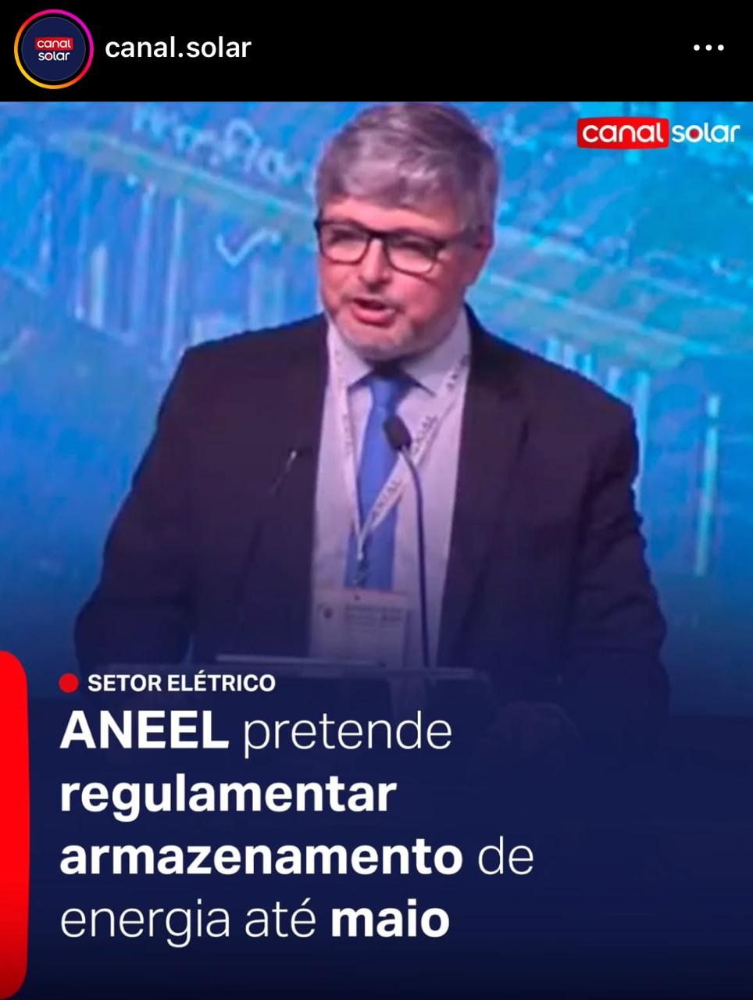 canal
solar
canal.solar
canal solar
SETOR ELÉTRICO
ANEEL pretende
regulamentar
armazenamento de
energia até maio